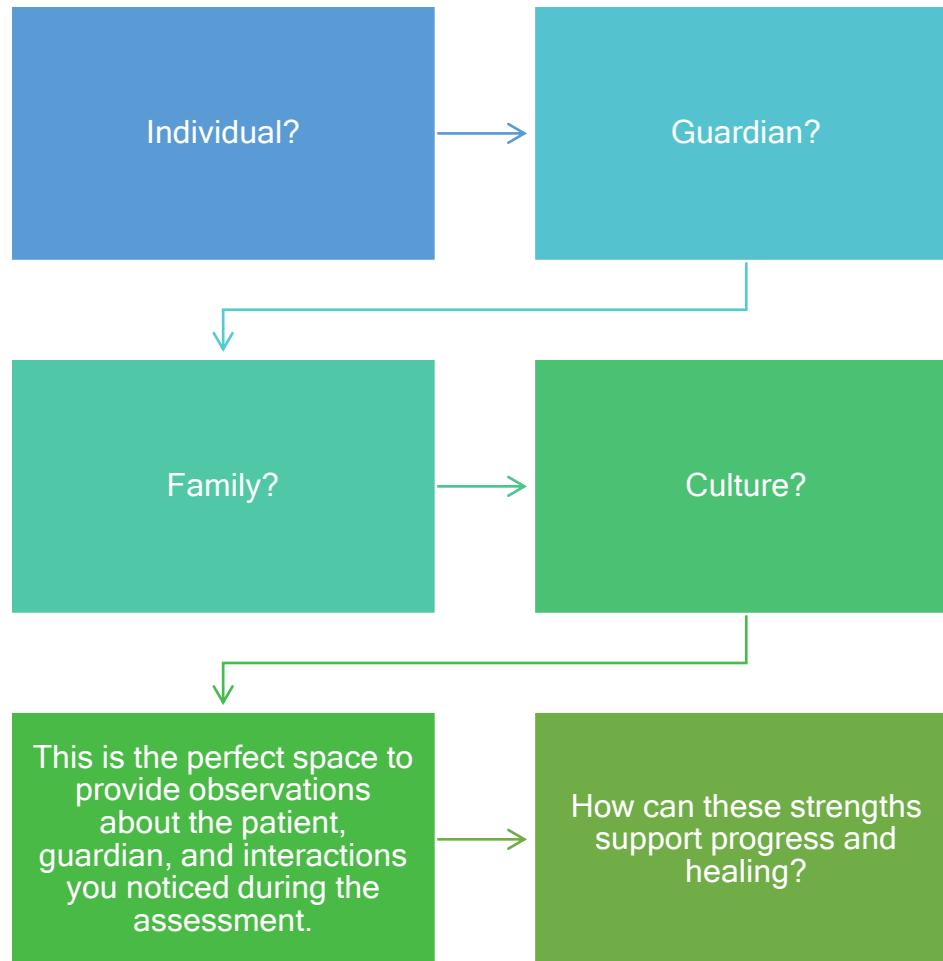 Individual?
Guardian?
Family?
Culture?
This is the perfect space to
provide observations
about the patient,
guardian, and interactions
you noticed during the
assessment.
How can these strengths
support progress and
healing?